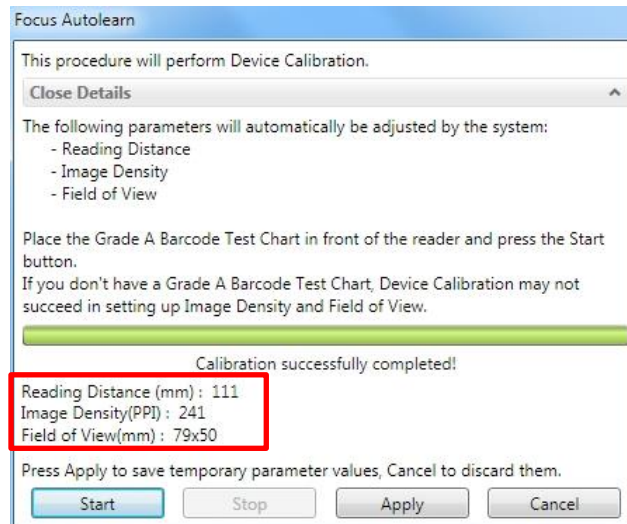 Focus Autolearn
This procedure will perform Device Calibration.
Close Details
The following parameters will automatically be adjusted by the system:
- Reading Distance
- Image Density
- Field of View
Place the Grade A Barcode Test Chart in front of the reader and press the Start
button.
If you don't have a Grade A Barcode Test Chart, Device Calibration may not
succeed in setting up Image Density and Field of View.
Calibration successfully completed!
Reading Distance (mm) : 111
Image Density(PPI) : 241
Field of View(mm) : 79x50
Press Apply to save temporary parameter values, Cancel to discard them.
Start Stop Apply Cancel